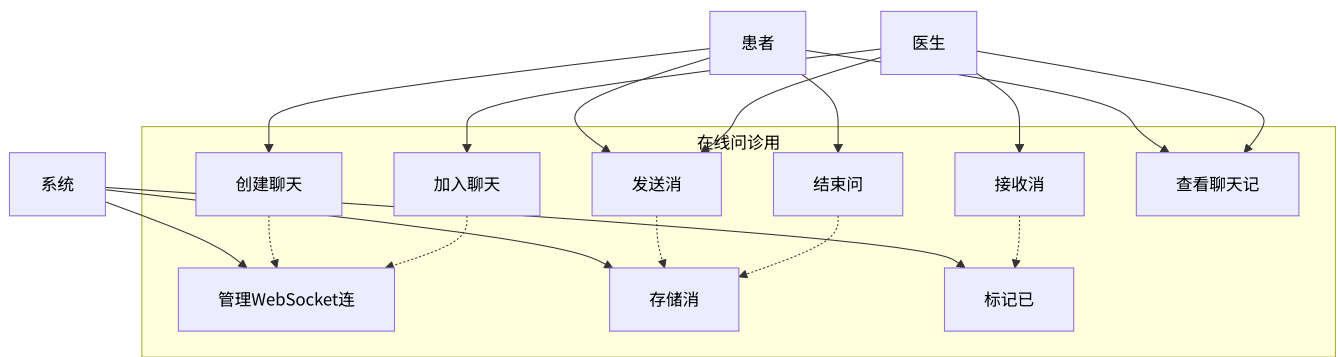 患者
医生
在线问诊用
系统
创建聊天
加入聊天
发送消
结束问
接收消
查看聊天记
管理WebSocket连
存储消
标记已